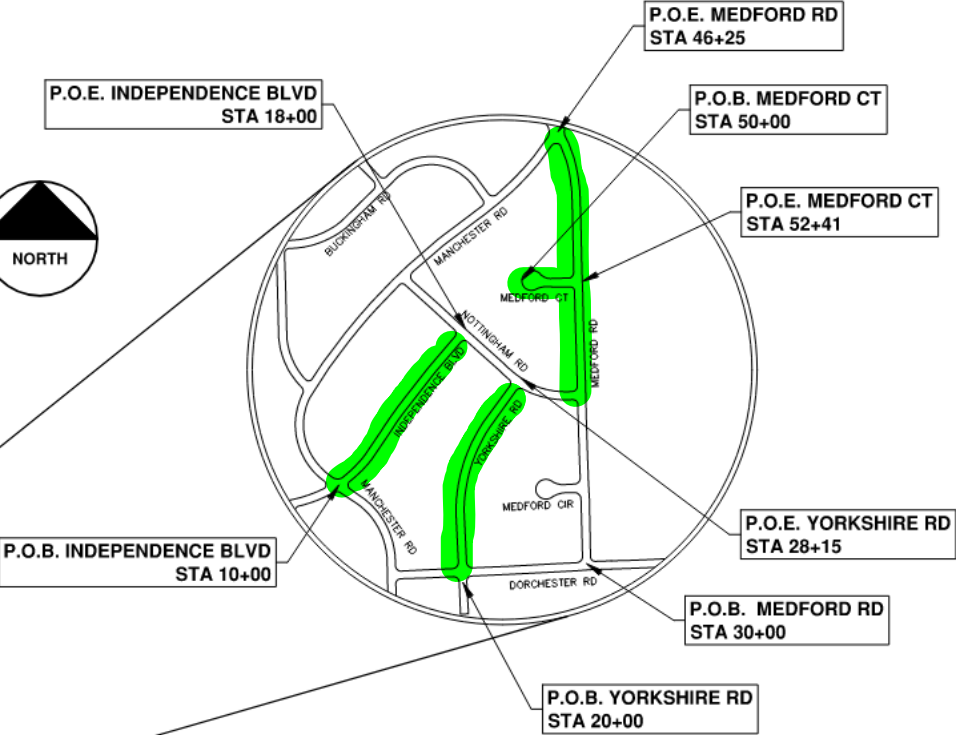 P.O.E. MEDFORD RD
STA 46+25
P.O.E. INDEPENDENCE BLVD
STA 18+00
P.O.B. MEDFORD CT
STA 50+00
P.O.E. MEDFORD CT
STA 52+41
NORTH
BUCKINGHAM RD
MANCHESTER RD
MEDFORD CT
NOTTINGHAM RD
MEDFORD RD
INDEPENDENCE BLVD
YORKSHIRE RD
MANCHESTER RD
MEDFORD CIR
P.O.E. YORKSHIRE RD
STA 28+15
P.O.B. INDEPENDENCE BLVD
STA 10+00
DORCHESTER RD
P.O.B. MEDFORD RD
STA 30+00
P.O.B. YORKSHIRE RD
STA 20+00